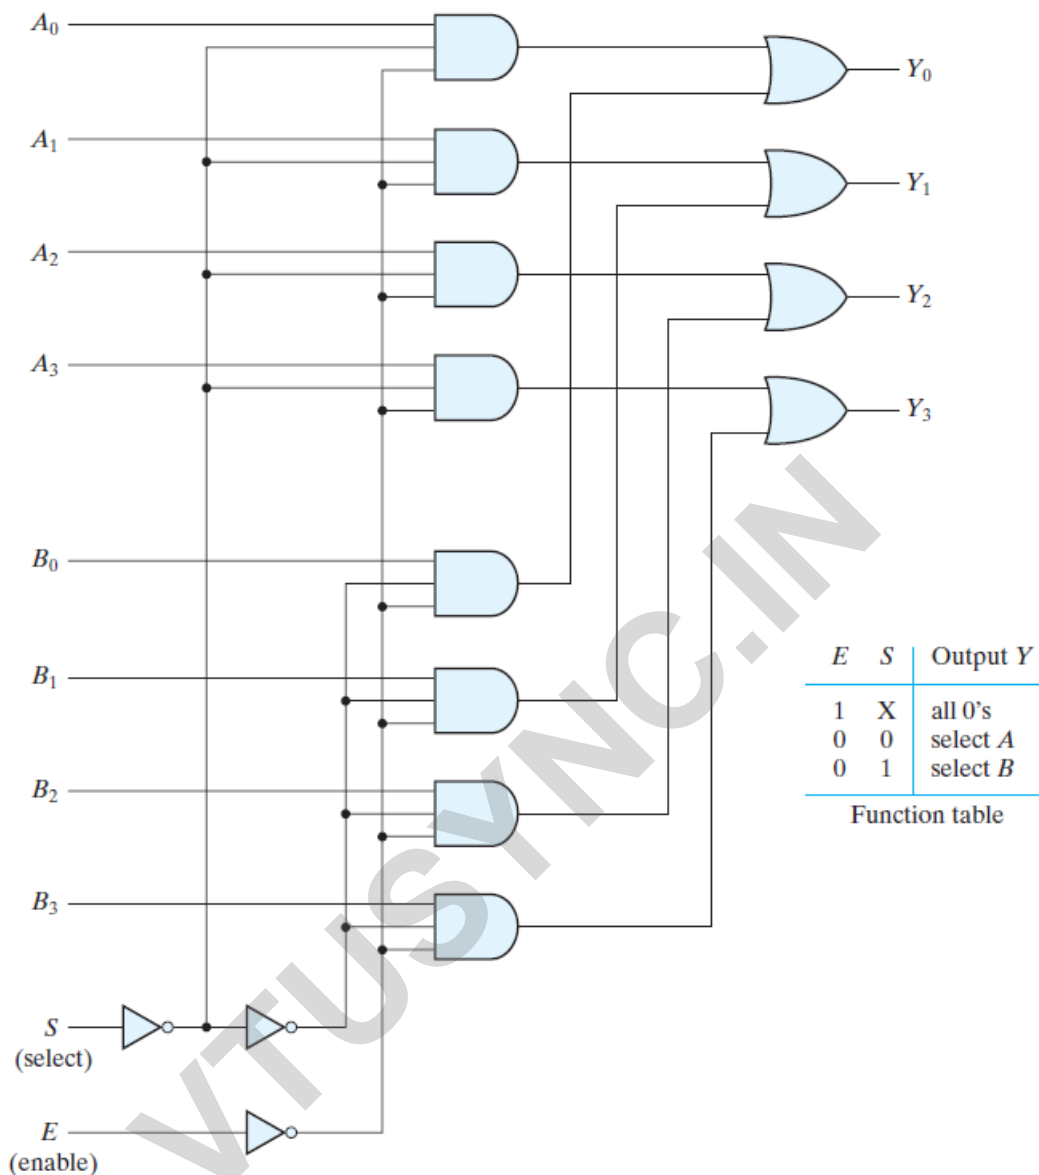 A₀
Y₀
A₁
Y₁
A₂
Y₂
A₃
Y₃
B₀
B₁
B₂
B₃
E S Output Y
1 X all 0's
0 0 select A
0 1 select B
Function table
S
(select)
E
(enable)
VTUSYNC.IN